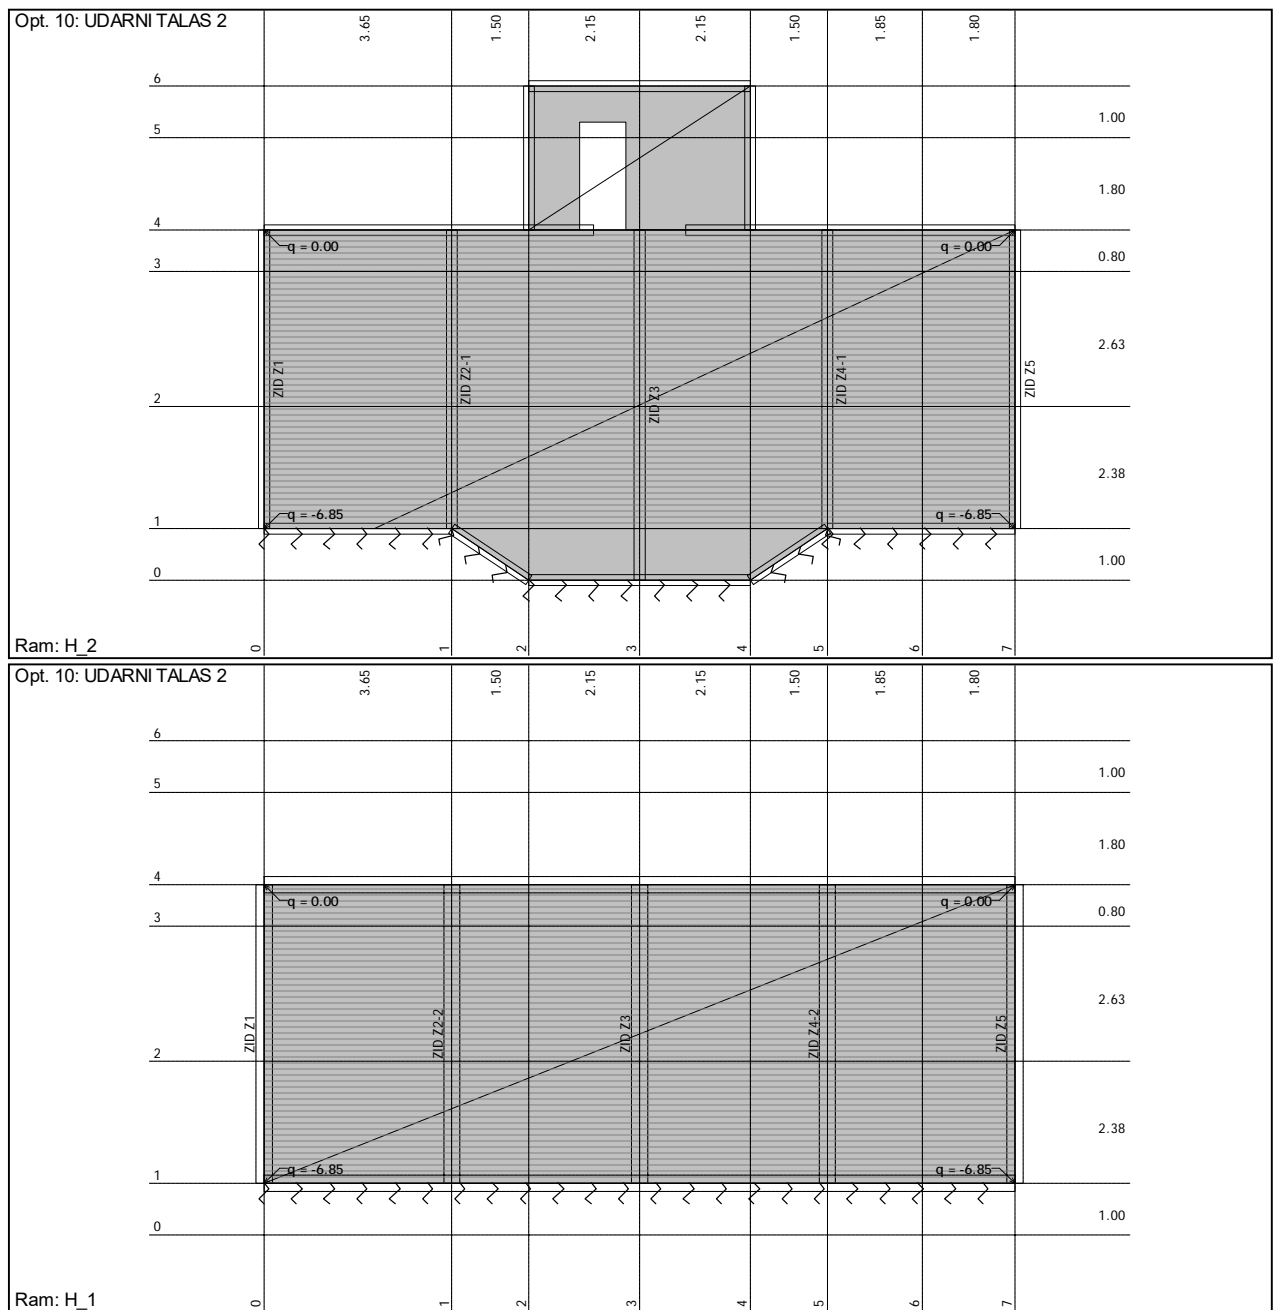 Opt. 10: UDARNI TALAS 2
3.65 1.50 2.15 2.15 1.50 1.85 1.80
6
1.00
5
1.80
4
q = 0.00 q = 0.00
0.80
3
2.63
ZID Z1 ZID Z2-1 ZID Z3 ZID Z4-1 ZID Z5
2
2.38
q = -6.85 q = -6.85
1
1.00
0
Ram: H_2
0 1 2 3 4 5 6 7
Opt. 10: UDARNI TALAS 2
3.65 1.50 2.15 2.15 1.50 1.85 1.80
6
1.00
5
1.80
4
q = 0.00 q = 0.00
0.80
3
2.63
ZID Z1 ZID Z2-2 ZID Z3 ZID Z4-2 ZID Z5
2
2.38
q = -6.85 q = -6.85
1
1.00
0
Ram: H_1
0 1 2 3 4 5 6 7